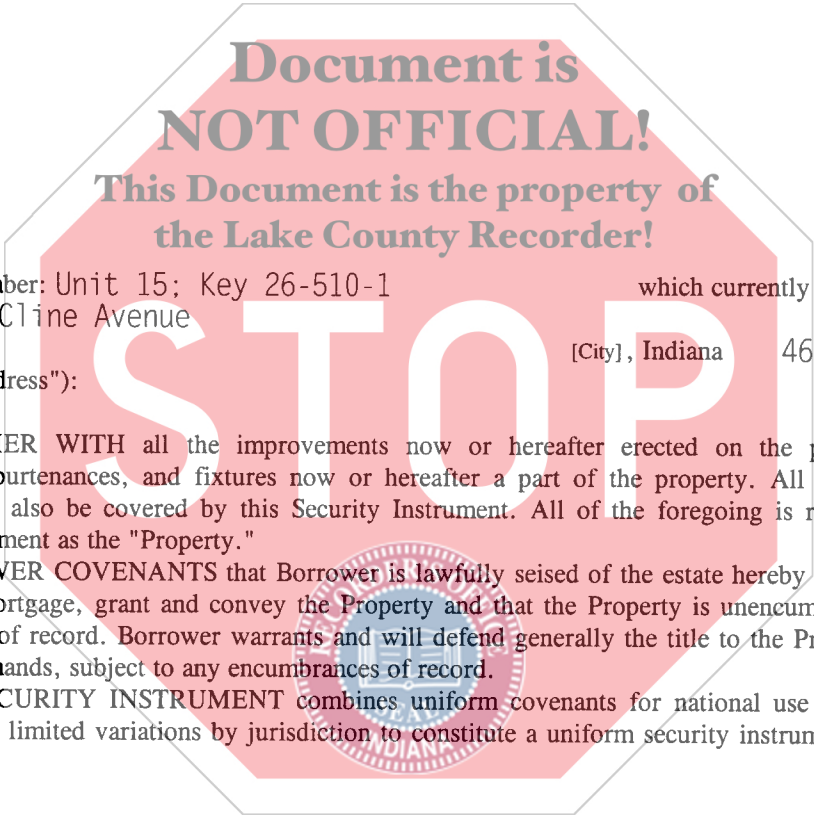 Document is
NOT OFFICIAL!
This Document is the property of
the Lake County Recorder!
ber: Unit 15; Key 26-510-1 which currently
Cline Avenue
[City], Indiana 46
dress"):
STOP
ER WITH all the improvements now or hereafter erected on the p
purtenances, and fixtures now or hereafter a part of the property. All
also be covered by this Security Instrument. All of the foregoing is r
ment as the "Property."
VER COVENANTS that Borrower is lawfully seised of the estate hereby
ortgage, grant and convey the Property and that the Property is unencum
of record. Borrower warrants and will defend generally the title to the Pr
ands, subject to any encumbrances of record.
CURITY INSTRUMENT combines uniform covenants for national use
limited variations by jurisdiction to constitute a uniform security instrum
SEAL
INDIANA